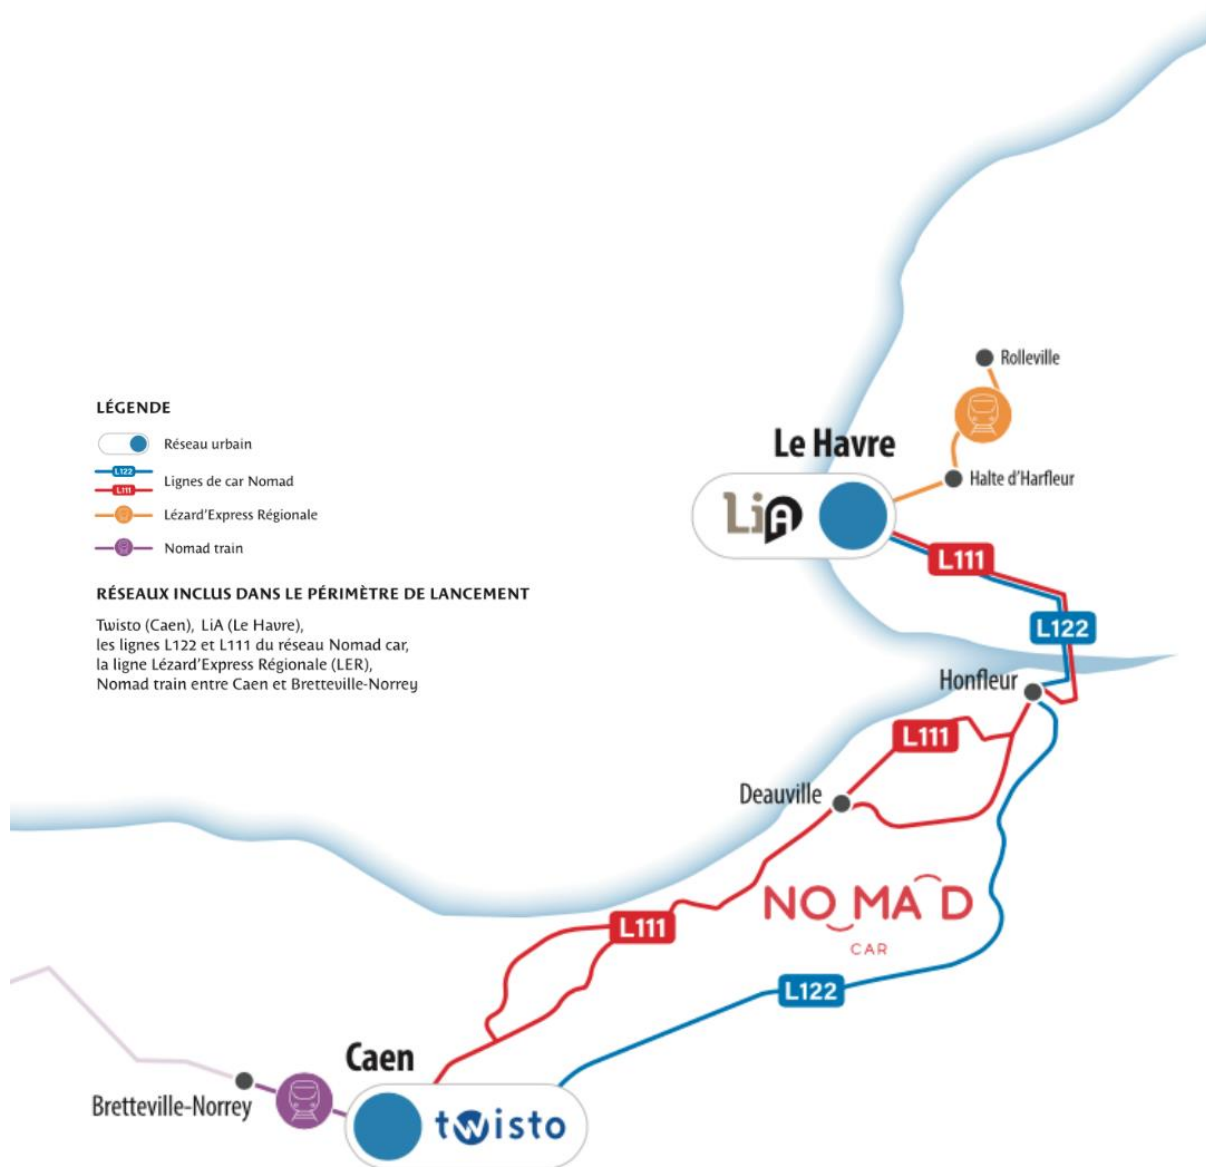 Rolleville
Le Havre
Halte d'Harfleur
LiA
L111
L122
Honfleur
L111
Deauville
NOMAD
CAR
L111
L122
Caen
Bretteville-Norrey
twisto
LÉGENDE
Réseau urbain
L122
L111
Lignes de car Nomad
Lézard'Express Régionale
Nomad train
RÉSEAUX INCLUS DANS LE PÉRIMÈTRE DE LANCEMENT
Twisto (Caen), LiA (Le Havre),
les lignes L122 et L111 du réseau Nomad car,
la ligne Lézard'Express Régionale (LER),
Nomad train entre Caen et Bretteville-Norrey